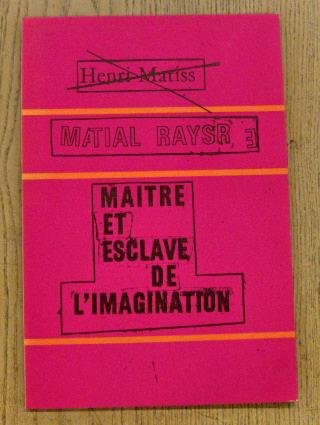 Henri Matiss
MATIAL RAYSR E
MAITRE
ET
ESCLAVE
DE
L'IMAGINATION